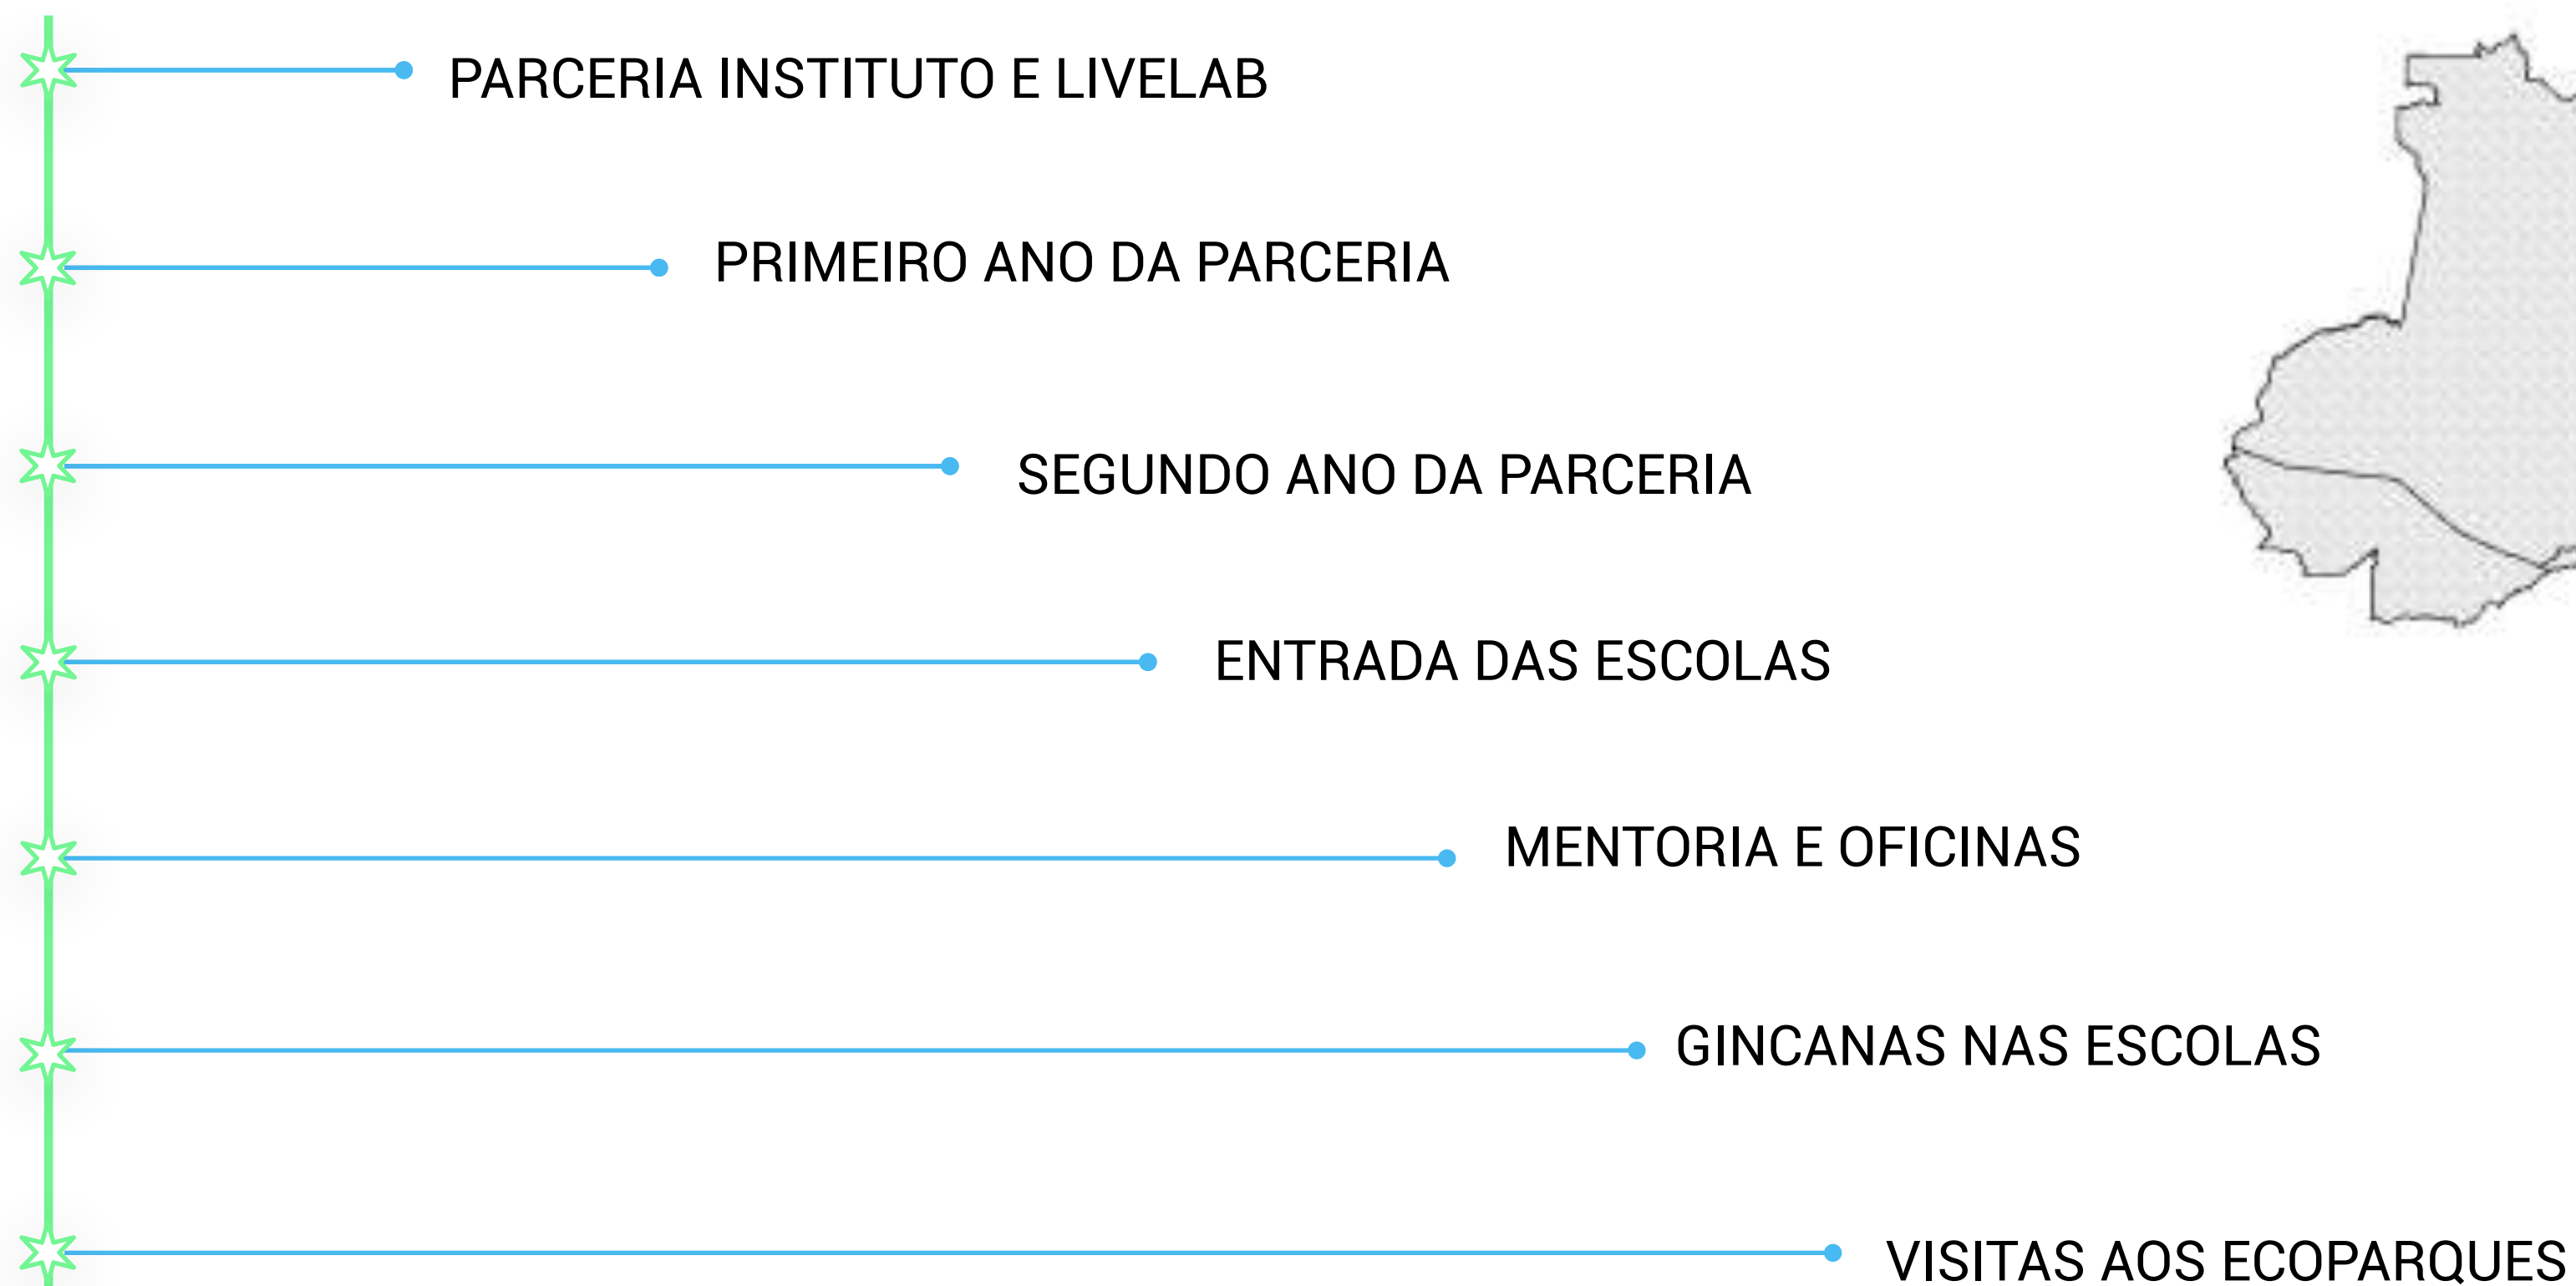 PARCERIA INSTITUTO E LIVELAB
PRIMEIRO ANO DA PARCERIA
SEGUNDO ANO DA PARCERIA
ENTRADA DAS ESCOLAS
MENTORIA E OFICINAS
GINCANAS NAS ESCOLAS
VISITAS AOS ECOPARQUES